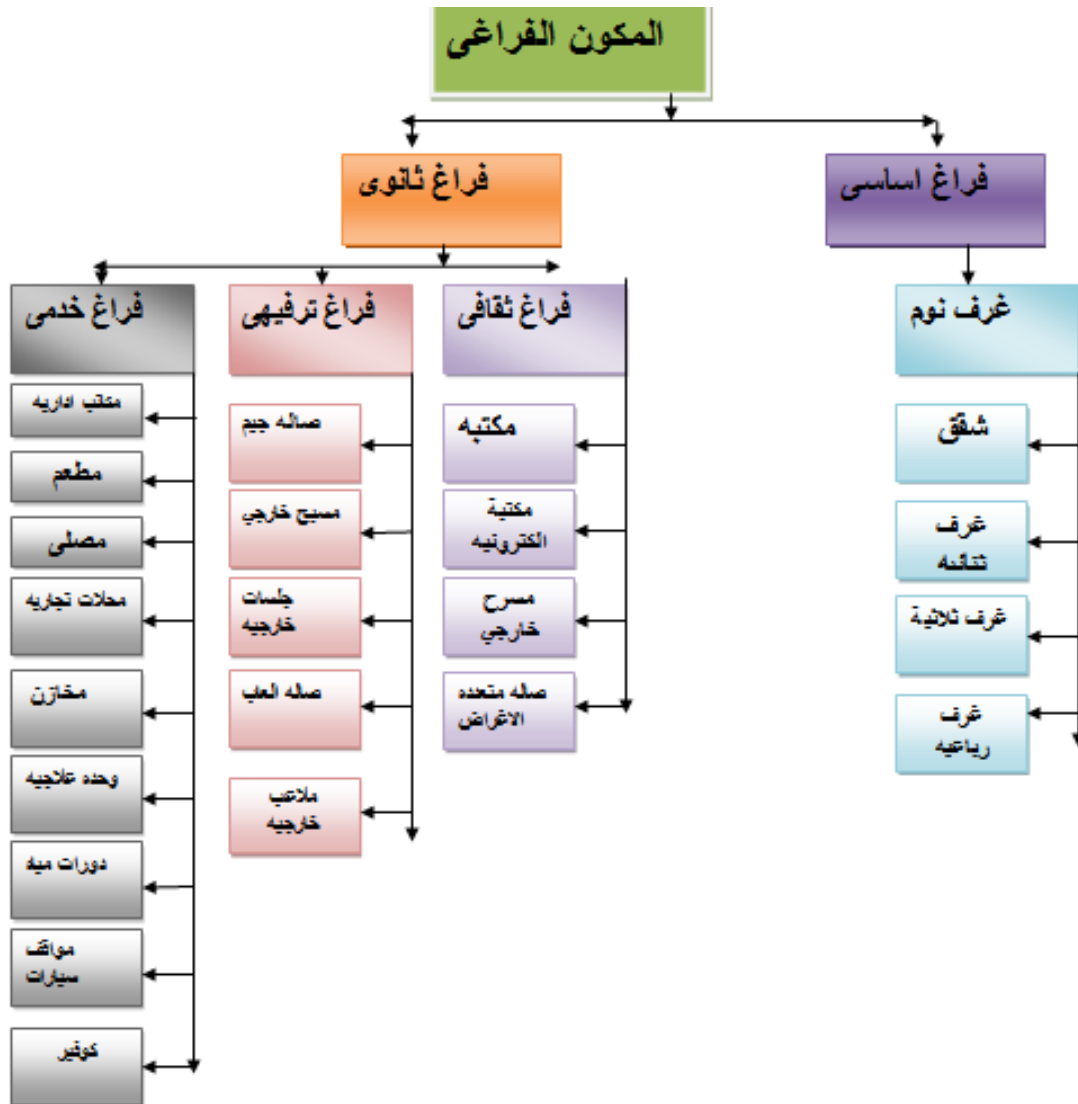 المكون الفراغى
فراغ اساسى
فراغ ثانوى
غرف نوم
شقق
غرف
ثنائيه
غرف ثلاثية
غرف
رباعيه
فراغ ثقافى
مكتبه
مكتبة
الكترونيه
مسرح
خارجي
صاله متعدده
الاغراض
فراغ ترفيهى
صاله جيم
مسبح خارجي
جلسات
خارجيه
صاله العاب
ملاعب
خارجيه
فراغ خدمى
مكاتب اداريه
مطعم
مصلى
محلات تجاريه
مخازن
وحده علاجيه
دورات مياه
مواقف
سيارات
كوفير